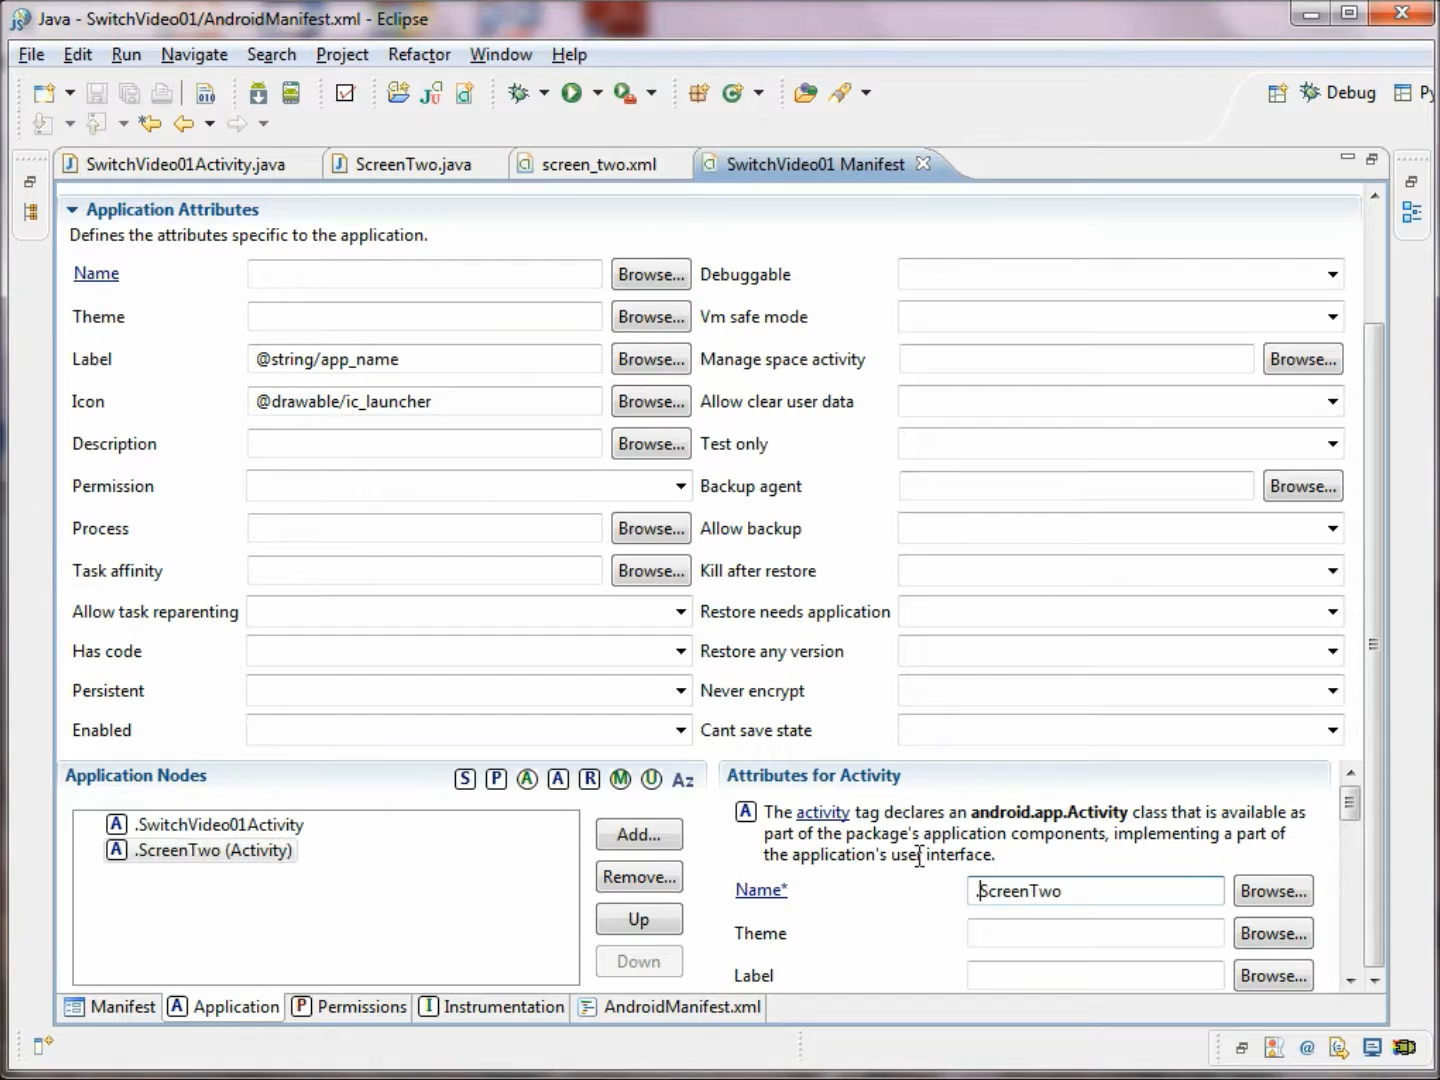 Java - SwitchVideo01/AndroidManifest.xml - Eclipse
File Edit Run Navigate Search Project Refactor Window Help
Debug Py
SwitchVideo01Activity.java ScreenTwo.java screen_two.xml SwitchVideo01 Manifest
Application Attributes
Defines the attributes specific to the application.
Name Browse... Debuggable
Theme Browse... Vm safe mode
Label @string/app_name Browse... Manage space activity Browse...
Icon @drawable/ic_launcher Browse... Allow clear user data
Description Browse... Test only
Permission Backup agent Browse...
Process Browse... Allow backup
Task affinity Browse... Kill after restore
Allow task reparenting Restore needs application
Has code Restore any version
Persistent Never encrypt
Enabled Cant save state
Application Nodes S P A A R M U Az
.SwitchVideo01Activity
.ScreenTwo (Activity)
Add...
Remove...
Up
Down
Attributes for Activity
A The activity tag declares an android.app.Activity class that is available as
part of the package's application components, implementing a part of
the application's user interface.
Name* .ScreenTwo Browse...
Theme Browse...
Label Browse...
Manifest A Application P Permissions I Instrumentation AndroidManifest.xml